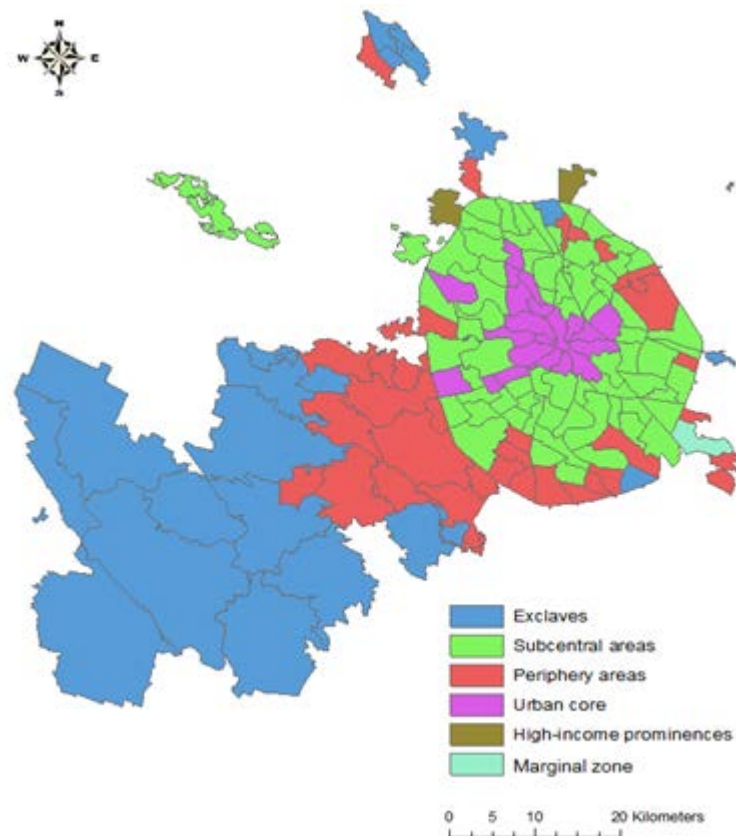 N
W E
S
Exclaves
Subcentral areas
Periphery areas
Urban core
High-income prominences
Marginal zone
0 5 10 20 Kilometers